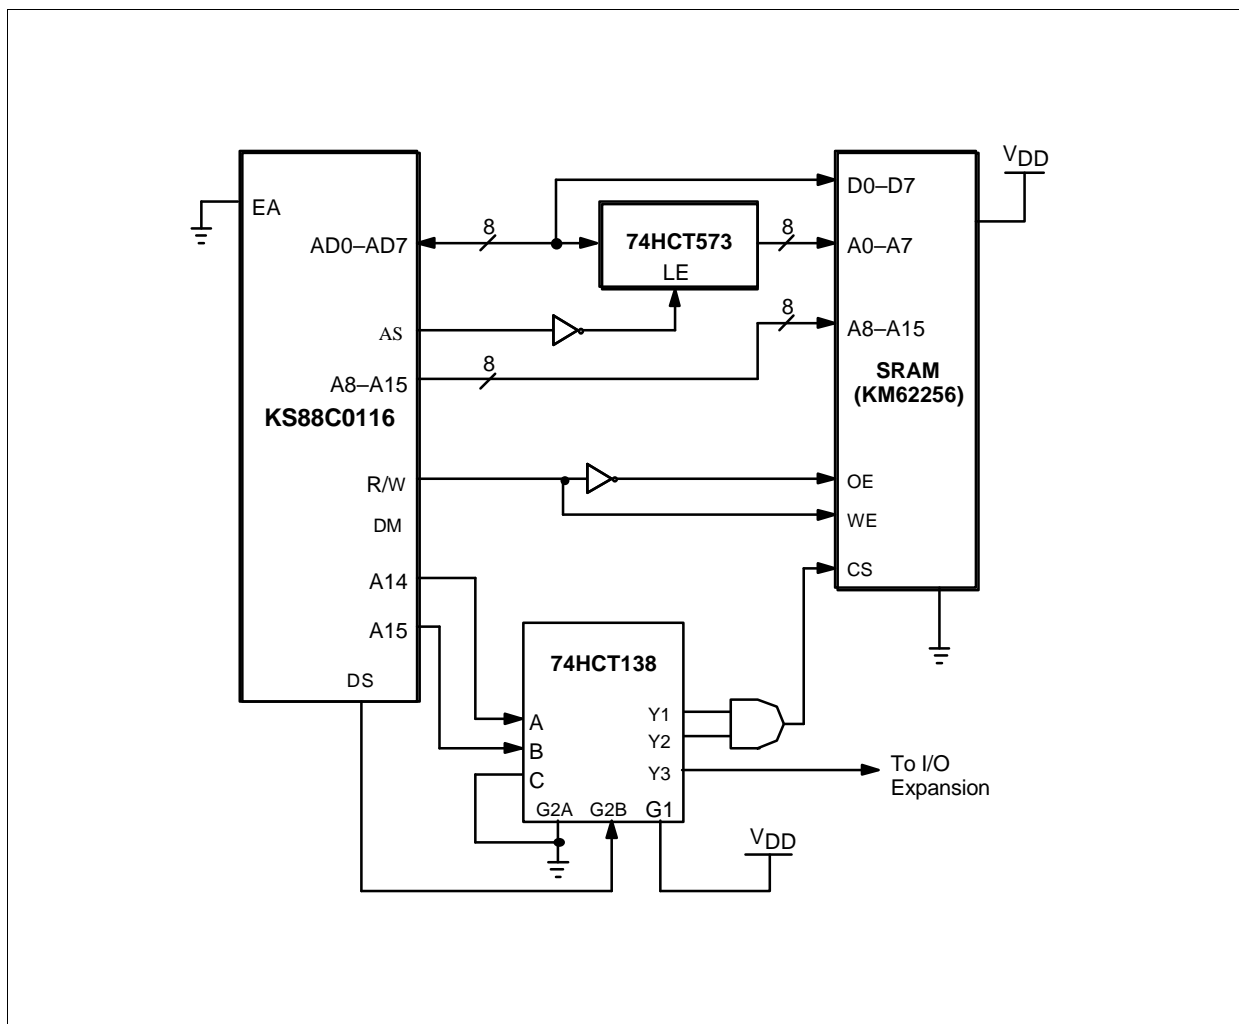 EA
AD0–AD7
AS
A8–A15
KS88C0116
R/W
DM
A14
A15
DS
8
8
74HCT573
LE
8
8
VDD
D0–D7
A0–A7
A8–A15
SRAM
(KM62256)
OE
WE
CS
74HCT138
A
B
C
G2A
G2B
G1
Y1
Y2
Y3
To I/O
Expansion
VDD